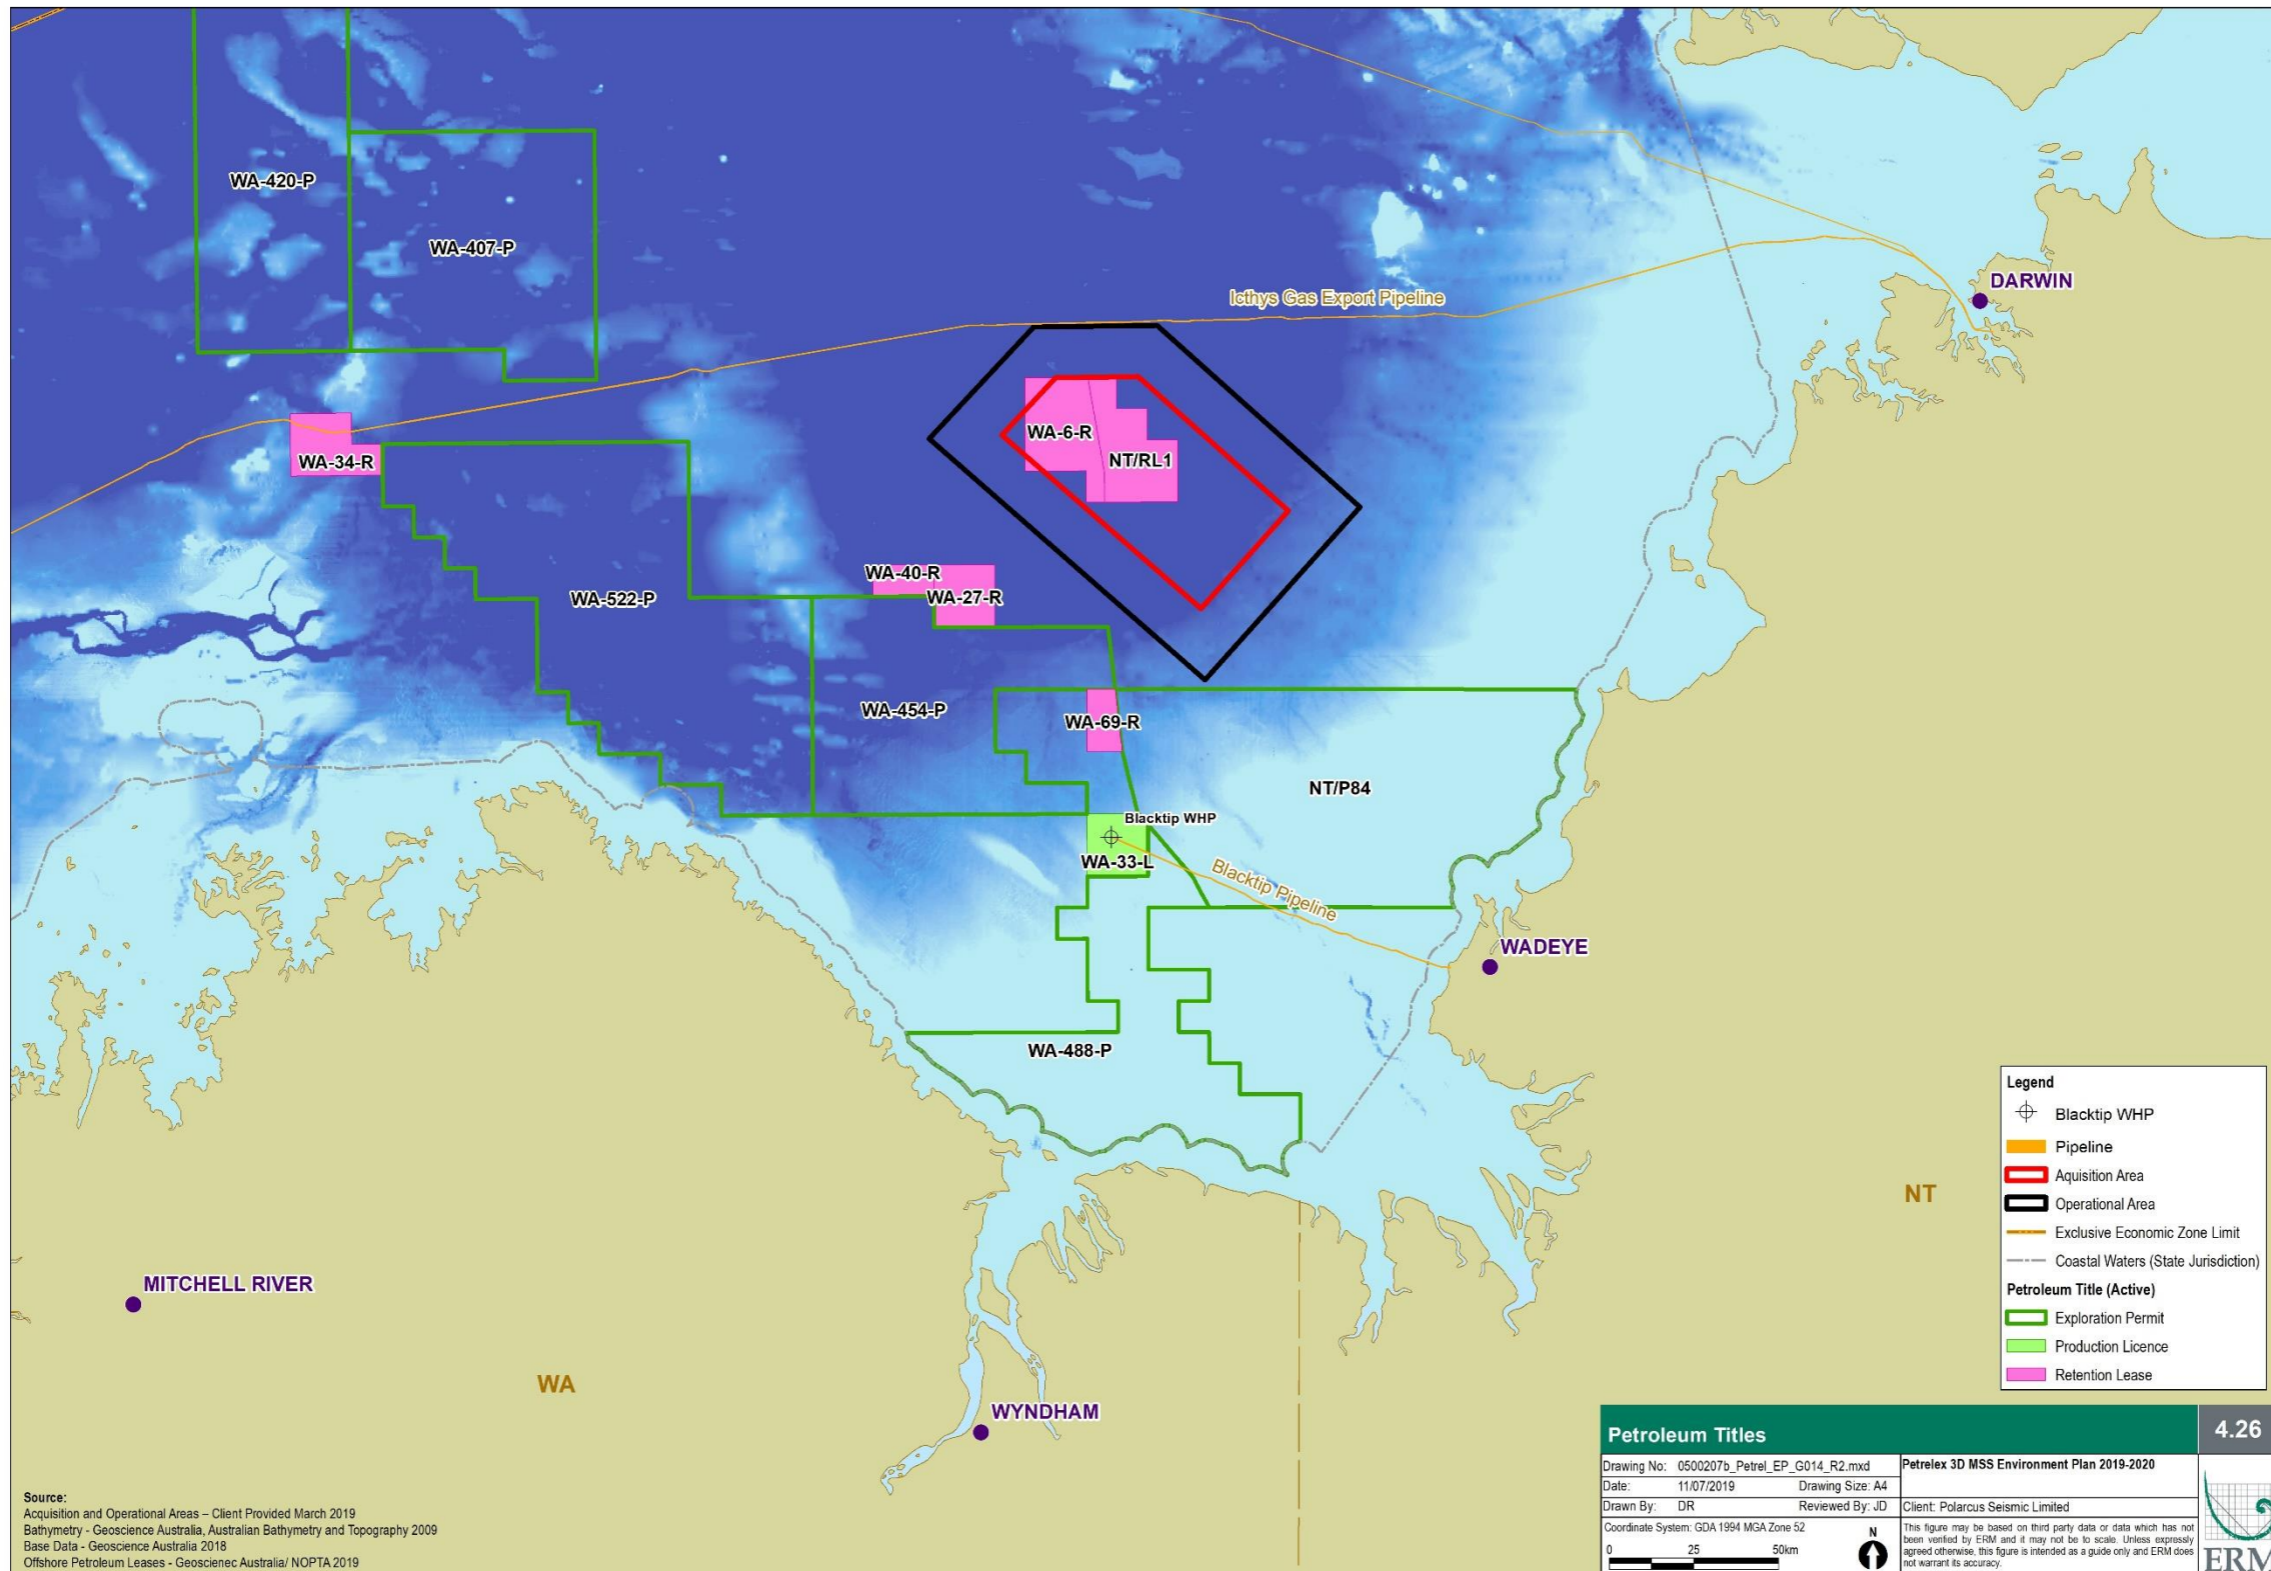 WA-420-P
WA-407-P
DARWIN
Icthys Gas Export Pipeline
WA-34-R
WA-6-R
NT/RL1
WA-40-R
WA-27-R
WA-522-P
WA-454-P
WA-69-R
NT/P84
Blacktip WHP
WA-33-L
Blacktip Pipeline
WADEYE
WA-488-P
NT
MITCHELL RIVER
WA
WYNDHAM
Legend
Blacktip WHP
Pipeline
Aquisition Area
Operational Area
Exclusive Economic Zone Limit
Coastal Waters (State Jurisdiction)
Petroleum Title (Active)
Exploration Permit
Production Licence
Retention Lease
Source:
Acquisition and Operational Areas – Client Provided March 2019
Bathymetry - Geoscience Australia, Australian Bathymetry and Topography 2009
Base Data - Geoscience Australia 2018
Offshore Petroleum Leases - Geoscienec Australia/ NOPTA 2019
Petroleum Titles
4.26
Drawing No: 0500207b_Petrel_EP_G014_R2.mxd
Petrelex 3D MSS Environment Plan 2019-2020
Date: 11/07/2019 Drawing Size: A4
Drawn By: DR Reviewed By: JD
Client: Polarcus Seismic Limited
Coordinate System: GDA 1994 MGA Zone 52
0 25 50km
N
This figure may be based on third party data or data which has not
been verified by ERM and it may not be to scale. Unless expressly
agreed otherwise, this figure is intended as a guide only and ERM does
not warrant its accuracy.
ERM